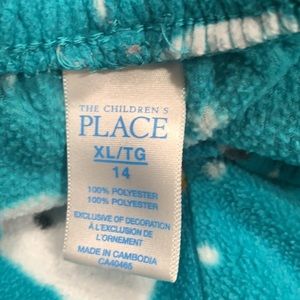 THE CHILDREN'S
PLACE
XL/TG
14
100% POLYESTER
100% POLYESTER
EXCLUSIVE OF DECORATION
À L'EXCLUSION DE
L'ORNEMENT
MADE IN CAMBODIA
CA40465